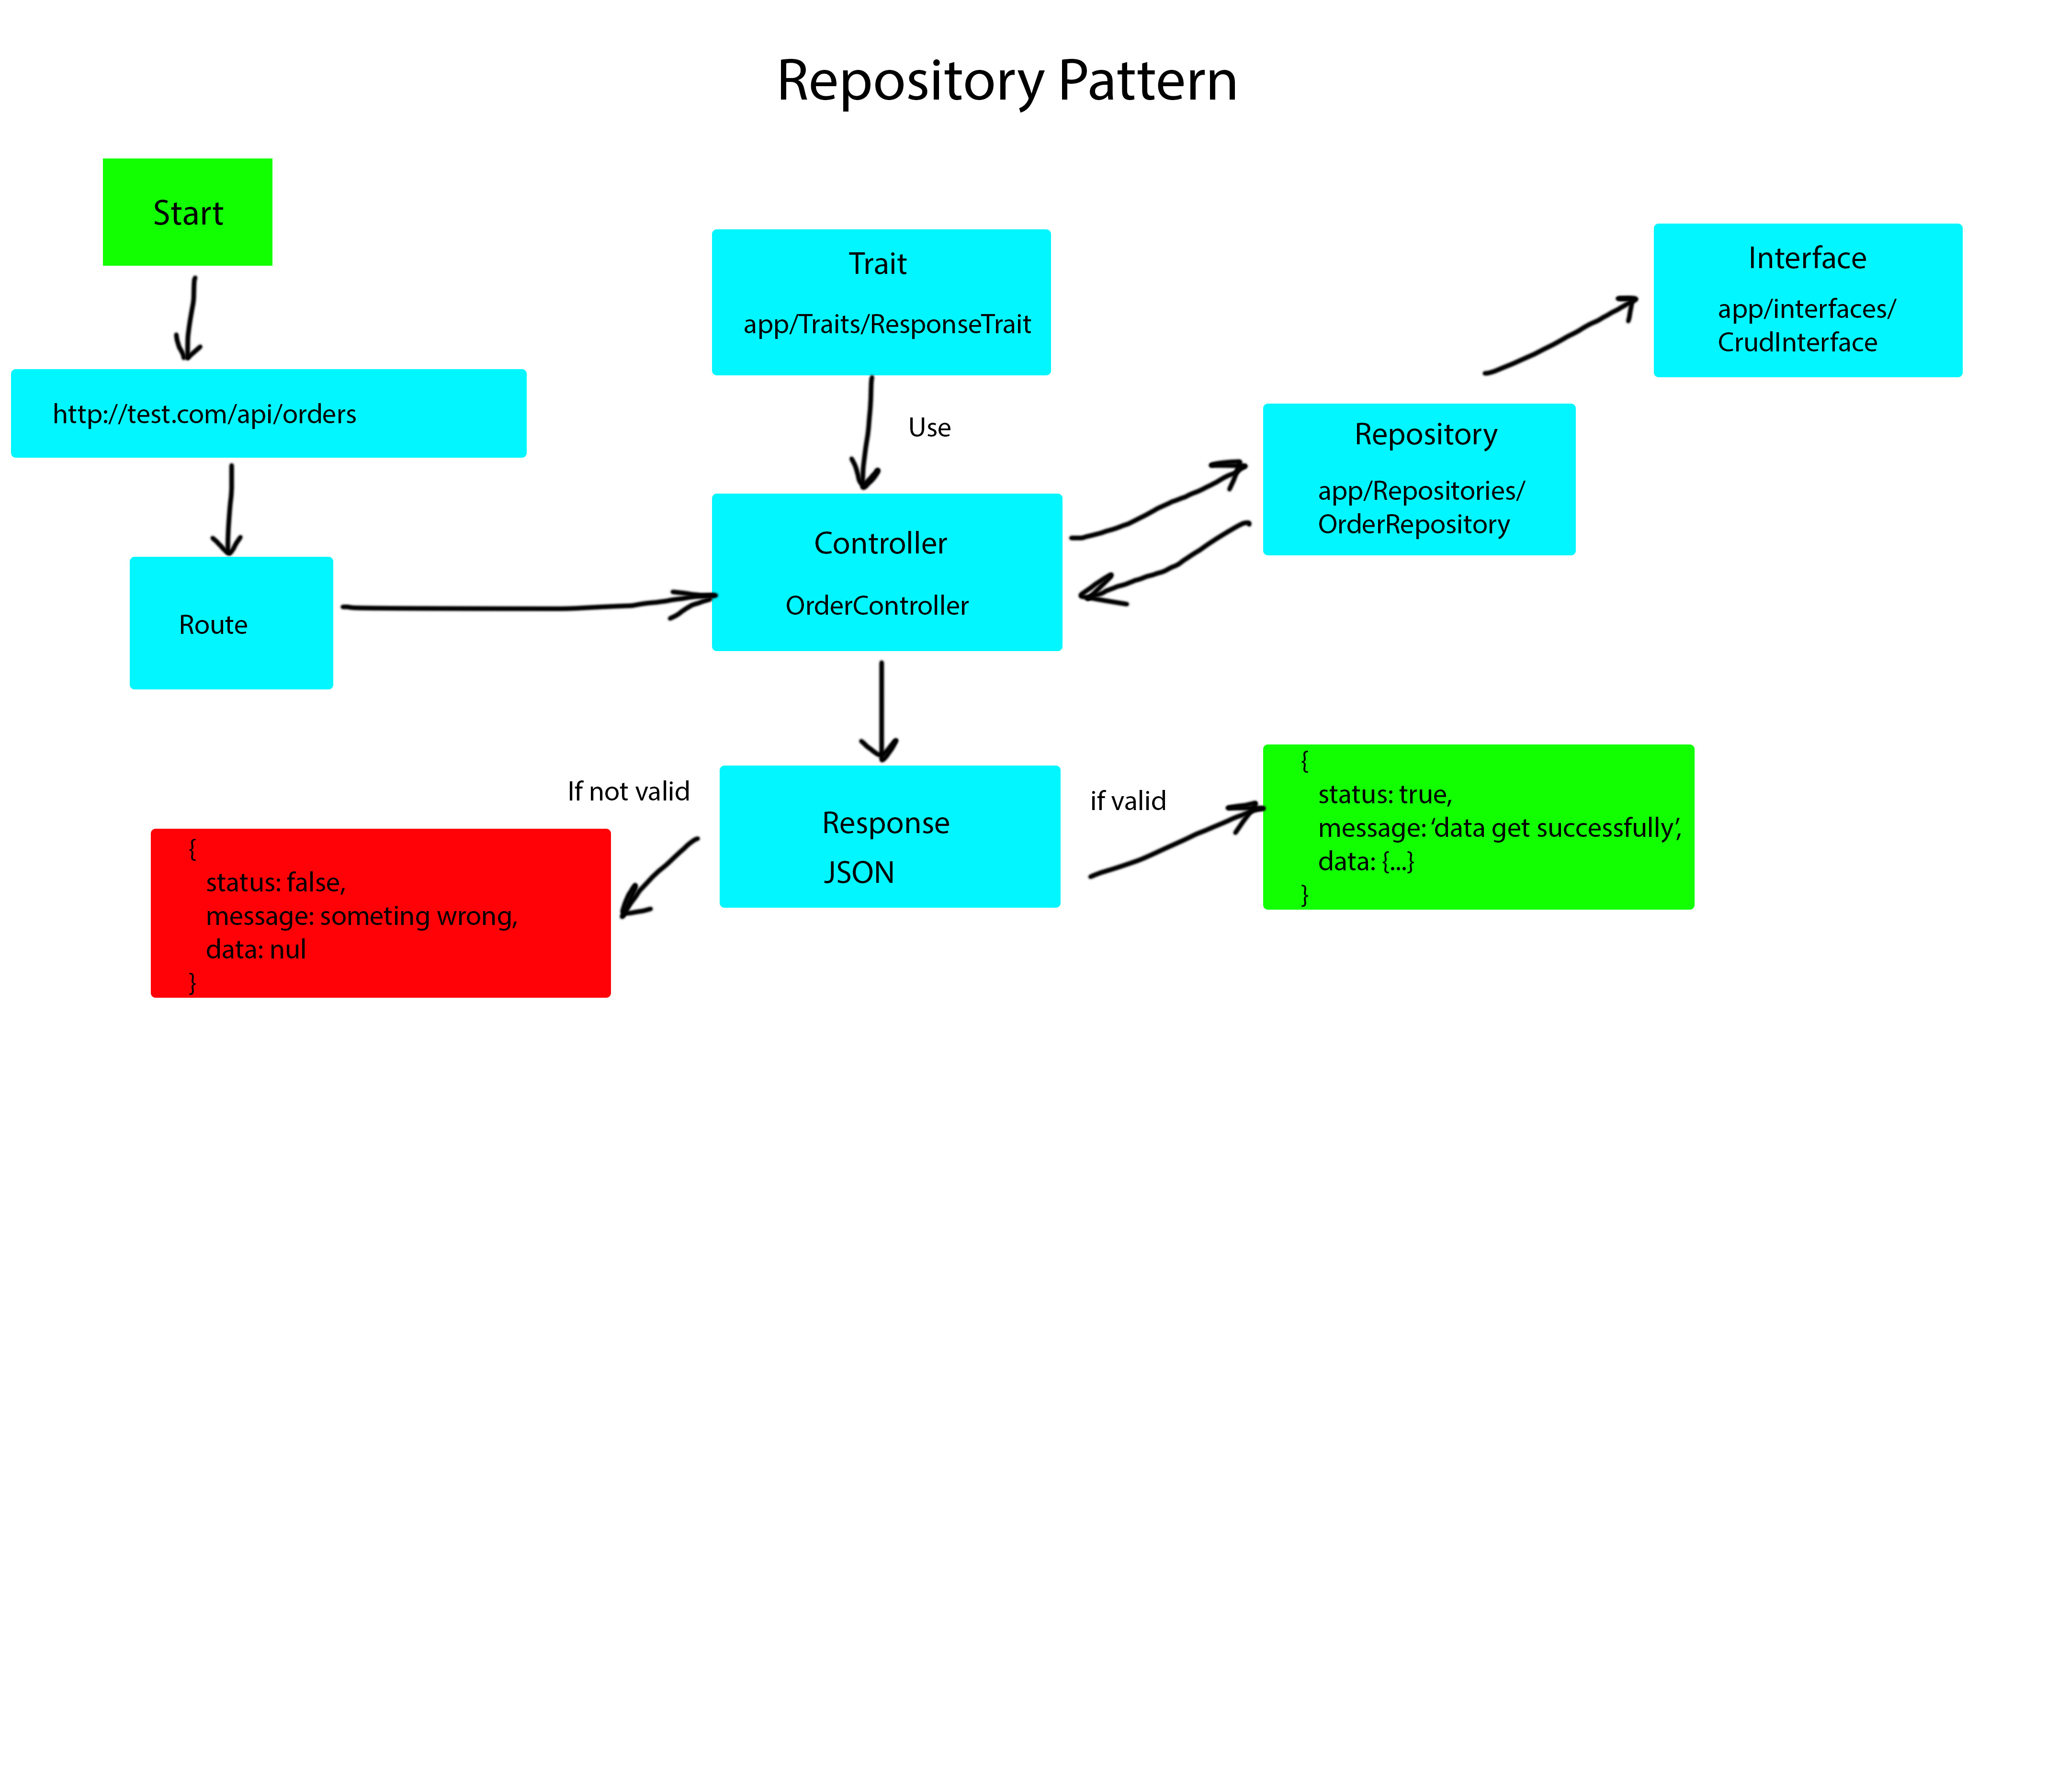 Repository Pattern
Start
http://test.com/api/orders
Route
Trait
app/Traits/ResponseTrait
Use
Controller
OrderController
Repository
app/Repositories/
OrderRepository
Interface
app/interfaces/
CrudInterface
Response
JSON
If not valid
{
status: false,
message: someting wrong,
data: nul
}
if valid
{
status: true,
message: ‘data get successfully’,
data: {...}
}